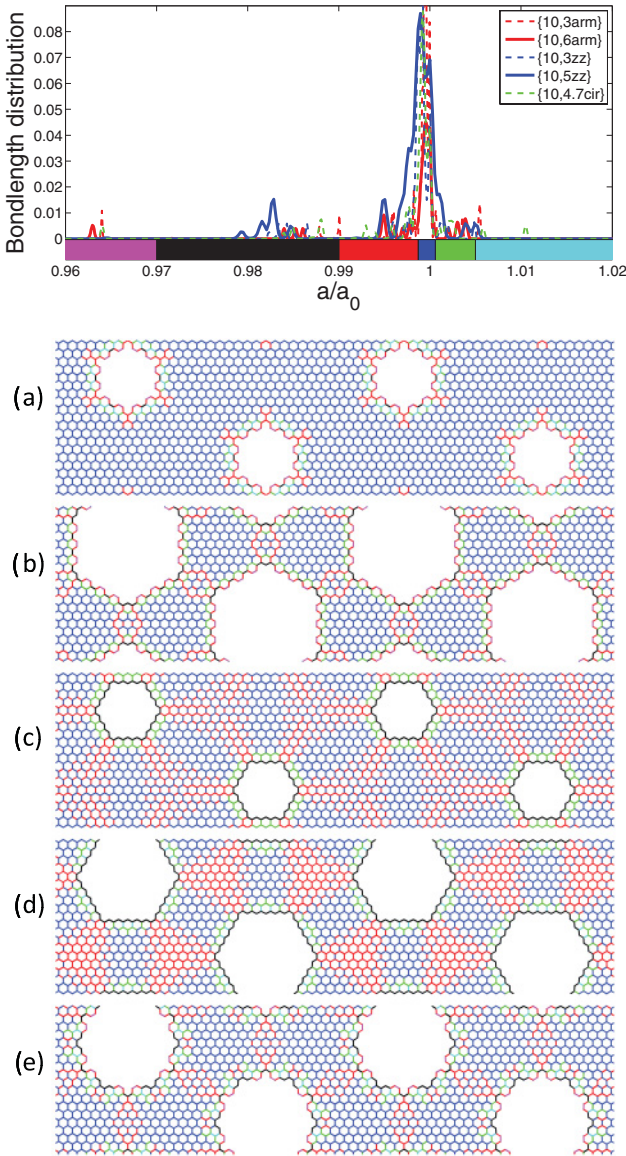 Bondlength distribution
0.08
0.07
0.06
0.05
0.04
0.03
0.02
0.01
0
{10,3arm}
{10,6arm}
{10,3zz}
{10,5zz}
{10,4.7cir}
0.96 0.97 0.98 0.99 1 1.01 1.02
a/a0
(a)
(b)
(c)
(d)
(e)